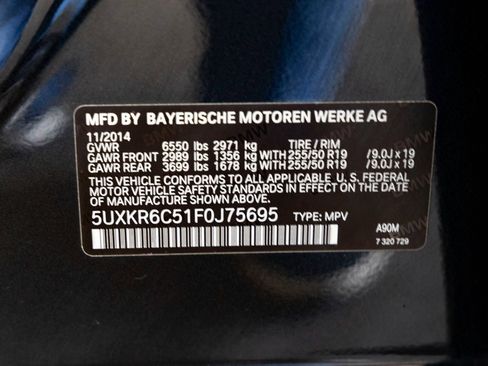 MFD BY BAYERISCHE MOTOREN WERKE AG
11/2014
GVWR 6550 lbs 2971 kg TIRE / RIM
GAWR FRONT 2989 lbs 1356 kg WITH 255/50 R19 /9.0J x 19
GAWR REAR 3699 lbs 1678 kg WITH 255/50 R19 /9.0J x 19
THIS VEHICLE CONFORMS TO ALL APPLICABLE U.S. FEDERAL
MOTOR VEHICLE SAFETY STANDARDS IN EFFECT ON THE DATE
OF MANUFACTURE SHOWN ABOVE.
5UXKR6C51F0J75695 TYPE: MPV
A90M
7 320 729